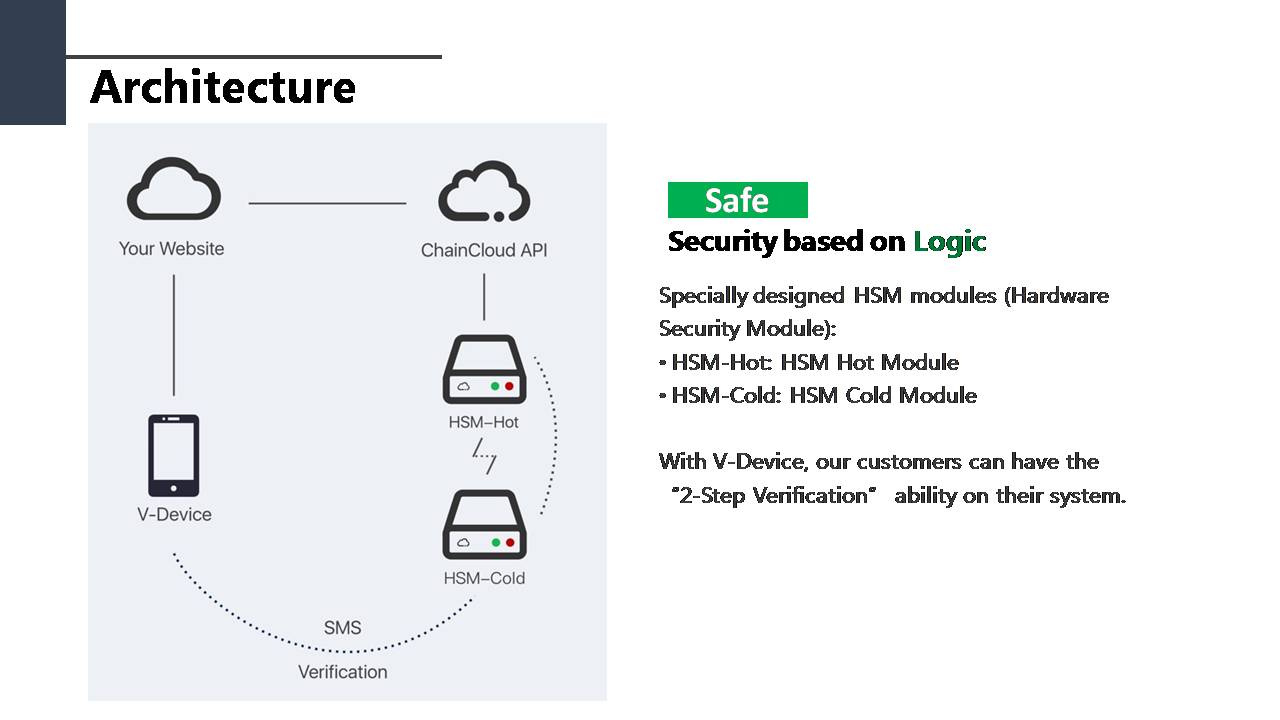 Architecture
Your Website
ChainCloud API
HSM–Hot
V-Device
HSM–Cold
SMS
Verification
Safe
Security based on Logic
Specially designed HSM modules (Hardware
Security Module):
• HSM-Hot: HSM Hot Module
• HSM-Cold: HSM Cold Module
With V-Device, our customers can have the
“2-Step Verification” ability on their system.